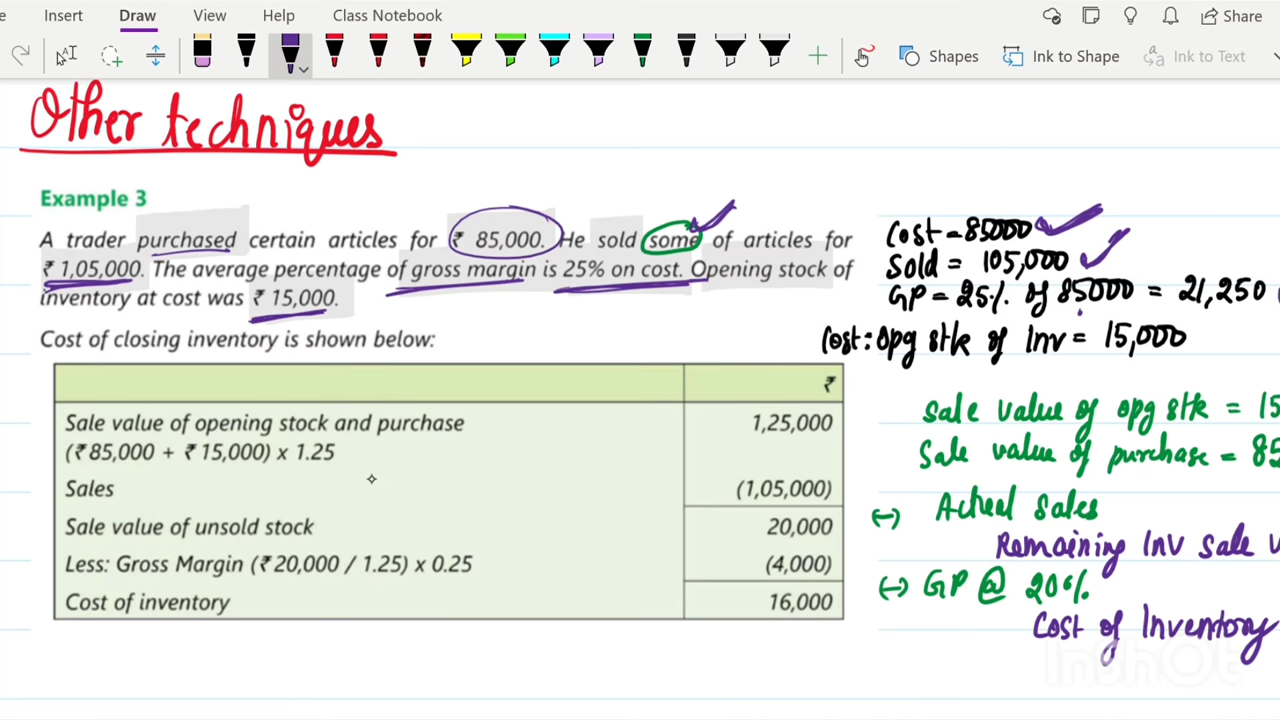 Insert Draw View Help Class Notebook Share
Shapes Ink to Shape Ink to Text
Other techniques
Example 3
A trader purchased certain articles for ₹ 85,000. He sold some of articles for
₹ 1,05,000. The average percentage of gross margin is 25% on cost. Opening stock of
inventory at cost was ₹ 15,000.
Cost of closing inventory is shown below:
₹
Sale value of opening stock and purchase 1,25,000
(₹ 85,000 + ₹ 15,000) x 1.25
Sales (1,05,000)
Sale value of unsold stock 20,000
Less: Gross Margin (₹ 20,000 / 1.25) x 0.25 (4,000)
Cost of inventory 16,000
Cost = 85000
Sold = 105,000
GP = 25% of 85000 = 21,250
Cost: Opg stk of Inv = 15,000
Sale value of opg stk = 15
Sale value of purchase = 85
(-) Actual Sales
Remaining Inv Sale
(-) GP @ 20%
Cost of Inventory
InShOt